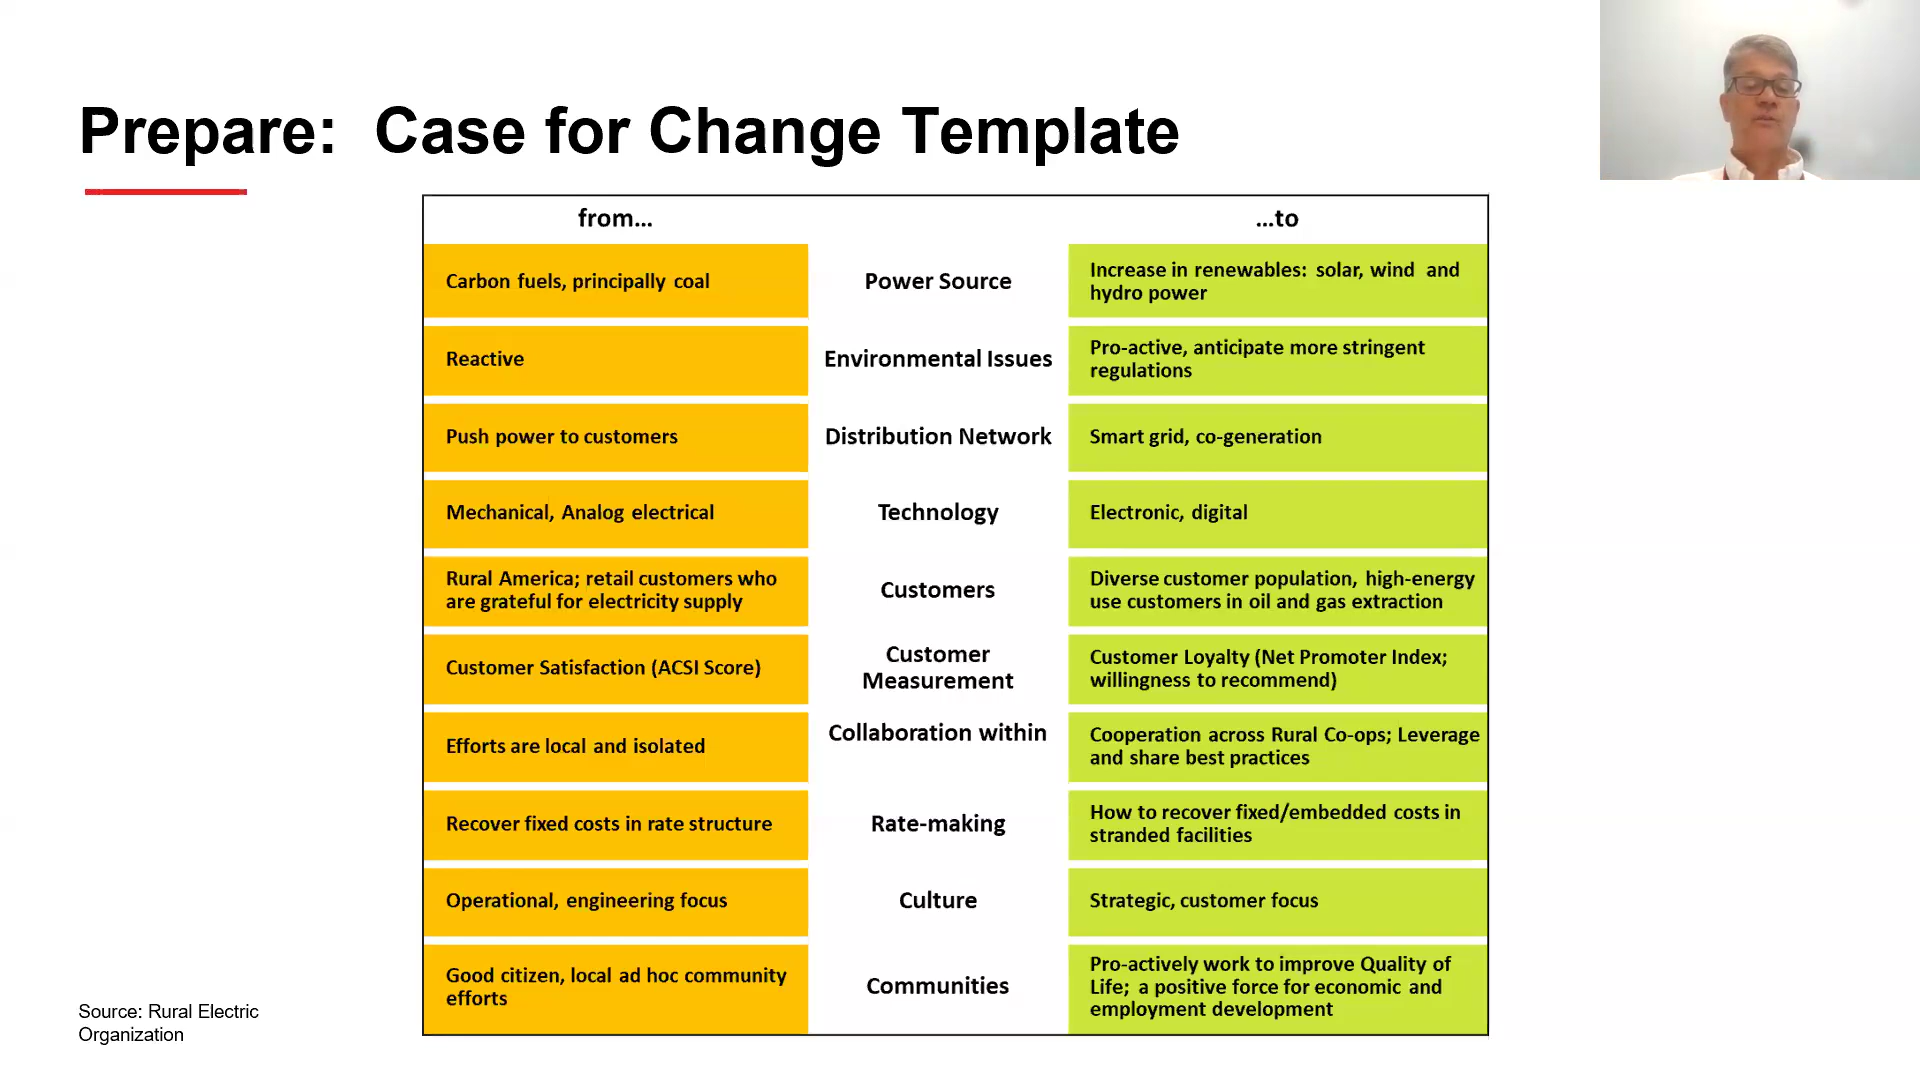 Prepare:  Case for Change Template
from...
...to
Carbon fuels, principally coal
Power Source
Increase in renewables: solar, wind and
hydro power
Reactive
Environmental Issues
Pro-active, anticipate more stringent
regulations
Push power to customers
Distribution Network
Smart grid, co-generation
Mechanical, Analog electrical
Technology
Electronic, digital
Rural America; retail customers who
are grateful for electricity supply
Customers
Diverse customer population, high-energy
use customers in oil and gas extraction
Customer Satisfaction (ACSI Score)
Customer
Measurement
Customer Loyalty (Net Promoter Index;
willingness to recommend)
Efforts are local and isolated
Collaboration within
Cooperation across Rural Co-ops; Leverage
and share best practices
Recover fixed costs in rate structure
Rate-making
How to recover fixed/embedded costs in
stranded facilities
Operational, engineering focus
Culture
Strategic, customer focus
Good citizen, local ad hoc community
efforts
Communities
Pro-actively work to improve Quality of
Life; a positive force for economic and
employment development
Source: Rural Electric
Organization